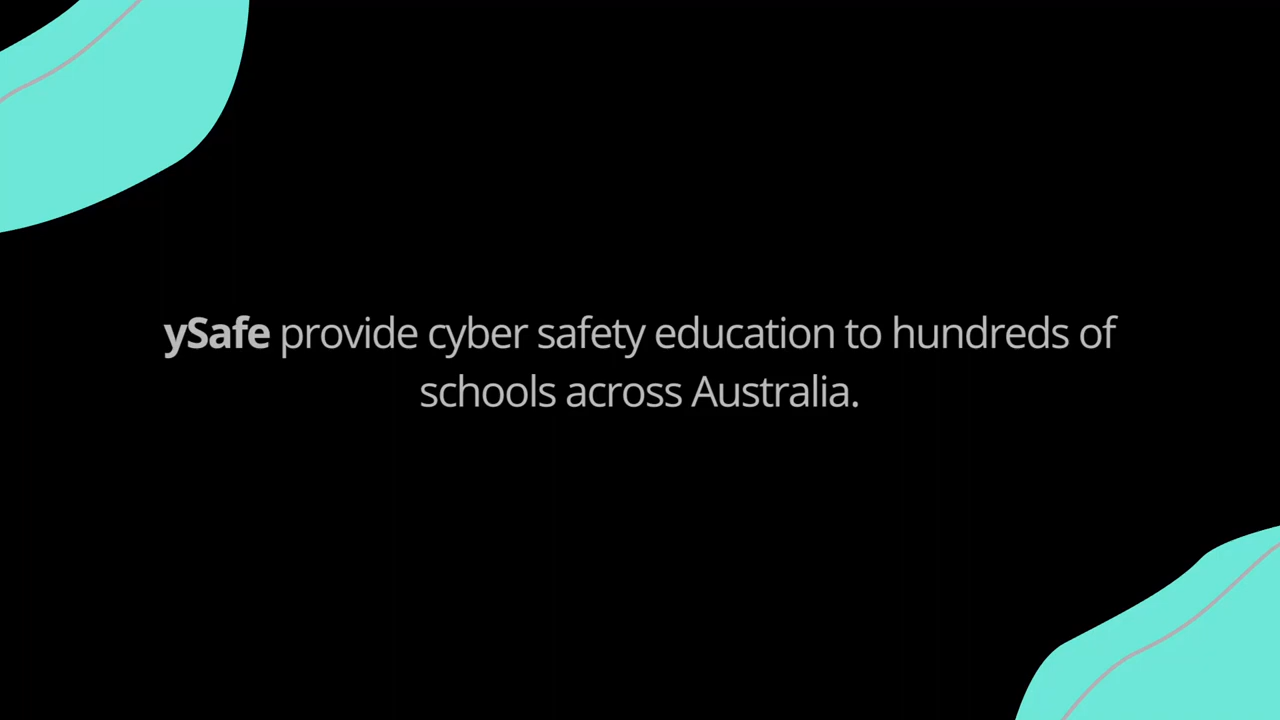 ySafe provide cyber safety education to hundreds of
schools across Australia.